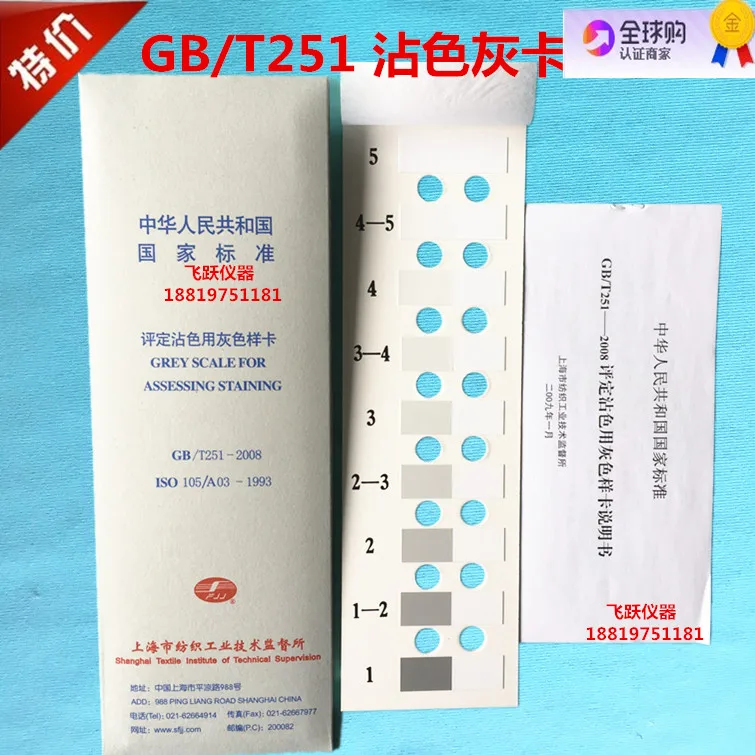 特价
GB/T251 沾色灰卡
全球购
认证商家
金
中华人民共和国
国家标准
飞跃仪器
18819751181
评定沾色用灰色样卡
GREY SCALE FOR
ASSESSING STAINING
GB/T251-2008
ISO 105/A03-1993
FJJ
®
上海市纺织工业技术监督所
Shanghai Textile Institute of Technical Supervision
地址: 中国上海市平凉路988号
ADD: 988 PING LIANG ROAD SHANGHAI CHINA
电话(Tel): 021-62664914 传真(Fax): 021-62667977
网址: www.sfjj.com 邮编(P.C): 200082
5
4—5
4
3—4
3
2—3
2
1—2
1
中华人民共和国国家标准
GB/T251——2008 评定沾色用灰色样卡说明书
上海市纺织工业技术监督所
二00九年一月
飞跃仪器
18819751181